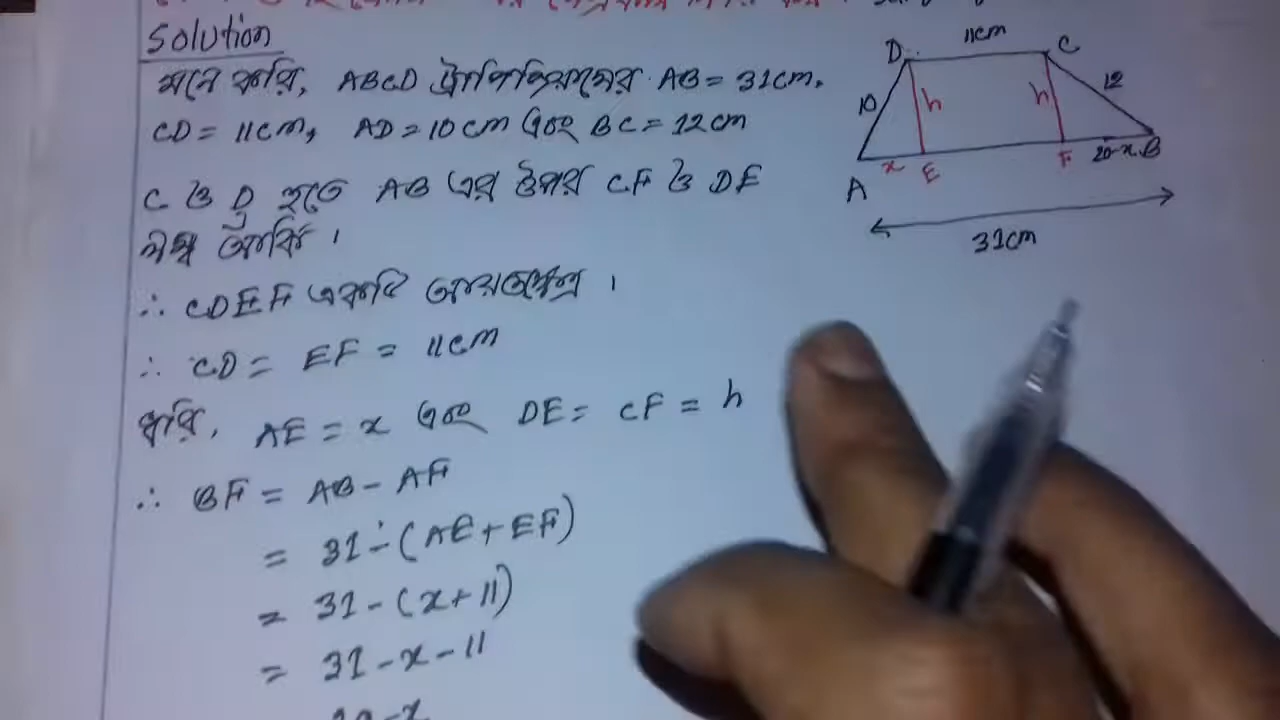 Solution
মনে করি, ABCD ট্রাপিজিয়ামের AB = 31cm,
CD = 11cm, AD = 10cm এবং BC = 12cm
C ও D হতে AB এর উপর CF ও DE
লম্ব আঁকি।
∴ CDEF একটি আয়তক্ষেত্র।
∴ CD = EF = 11cm
ধরি, AE = x এবং DE = CF = h
∴ BF = AB - AF
= 31 - (AE + EF)
= 31 - (x + 11)
= 31 - x - 11
20 - x
11cm
D C
10 h h 12
x E F 20-x B
A
31cm